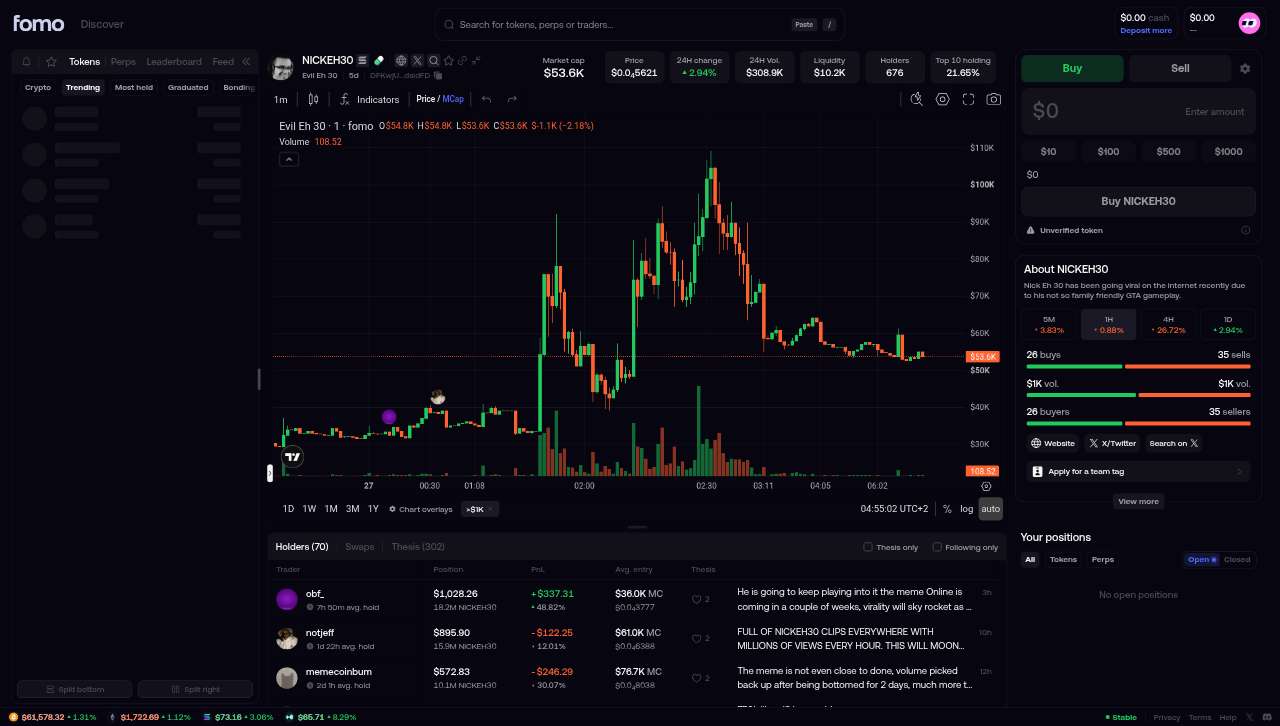 fomo
Discover
Search for tokens, perps or traders...
Paste /
$0.00 cash
Deposit more
$0.00
—
Tokens Perps Leaderboard Feed
Crypto Trending Most held Graduated Bonding
Split bottom Split right
NICKEH30
Evil Eh 30 5d
Market cap
$53.6K
Price
$0.0₄5621
24H change
2.94%
24H Vol.
$308.9K
Liquidity
$10.2K
Holders
676
Top 10 holding
21.65%
1m Indicators Price / MCap
Evil Eh 30 · 1 · fomo O$54.8K H$54.8K L$53.6K C$53.6K $-1.1K (−2.18%)
Volume 108.52
$110K
$100K
$90K
$80K
$70K
$60K
$53.6K
$50K
$40K
$30K
108.52
27 00:30 01:08 02:00 02:30 03:11 04:05 06:02
1D 1W 1M 3M 1Y Chart overlays >$1K
04:55:02 UTC+2 % log auto
Holders (70) Swaps Thesis (302)
Thesis only Following only
Trader Position PnL Avg. entry Thesis
obf_ $1,028.26 +$337.31 $36.0K MC 2 He is going to keep playing into it the meme Online is 3h
7h 50m avg. hold 18.2M NICKEH30 48.82% $0.0₄3777 coming in a couple of weeks, virality will sky rocket as ...
notjeff $895.90 -$122.25 $61.0K MC 2 FULL OF NICKEH30 CLIPS EVERYWHERE WITH 10h
1d 22h avg. hold 15.9M NICKEH30 12.01% $0.0₄6388 MILLIONS OF VIEWS EVERY HOUR. THIS WILL MOON...
memecoinbum $572.83 -$246.29 $76.7K MC 2 The meme is not even close to done, volume picked 12h
2d 1h avg. hold 10.1M NICKEH30 30.07% $0.0₄8038 back up after being bottomed for 2 days, much more t...
Buy Sell
$0 Enter amount
$10 $100 $500 $1000
$0
Buy NICKEH30
Unverified token
About NICKEH30
Nick Eh 30 has been going viral on the internet recently due
to his not so family friendly GTA gameplay.
5M 1H 4H 1D
3.83% 0.88% 26.72% 2.94%
26 buys 35 sells
$1K vol. $1K vol.
26 buyers 35 sellers
Website X/Twitter Search on X
Apply for a team tag
View more
Your positions
All Tokens Perps Open Closed
No open positions
$61,578.32 1.31% $1,722.69 1.12% $73.16 3.06% $65.71 8.29%
Stable Privacy Terms Help